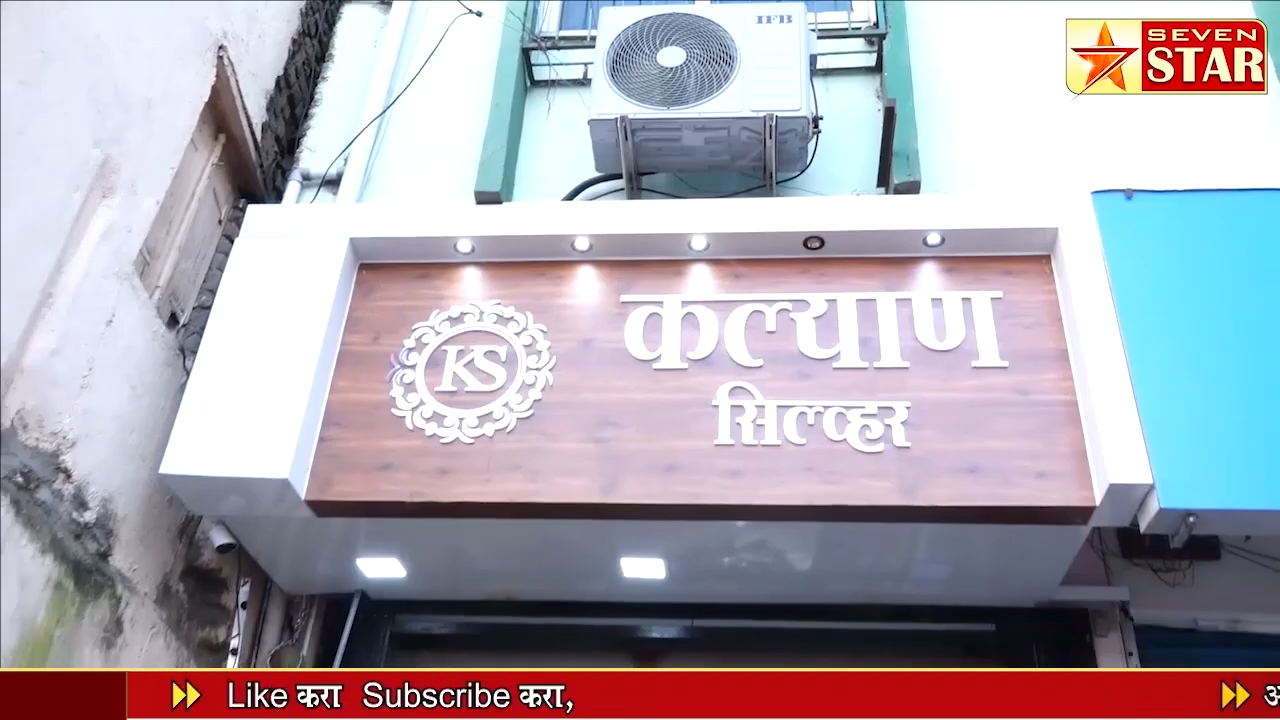 IFB
SEVEN
STAR
KS
कल्याण
सिल्व्हर
Like करा Subscribe करा,